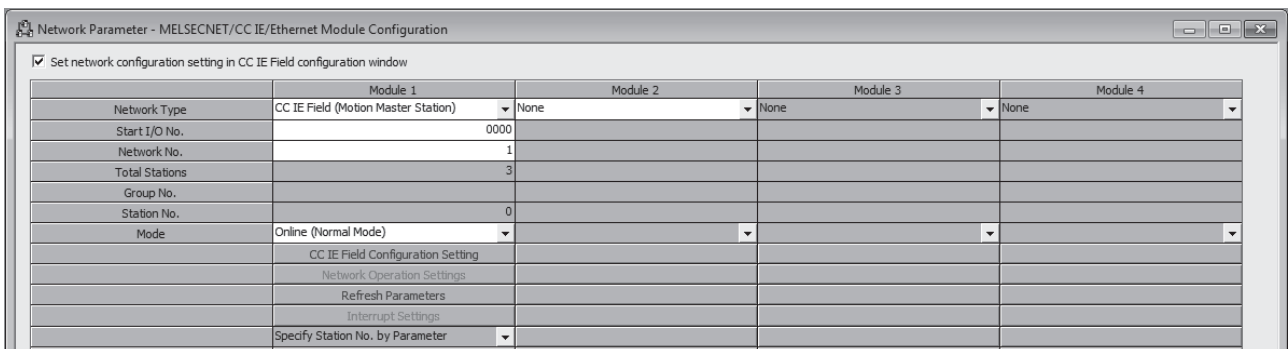 Network Parameter - MELSECNET/CC IE/Ethernet Module Configuration
Set network configuration setting in CC IE Field configuration window
Module 1 Module 2 Module 3 Module 4
Network Type CC IE Field (Motion Master Station) None None None
Start I/O No. 0000
Network No. 1
Total Stations 3
Group No.
Station No. 0
Mode Online (Normal Mode)
CC IE Field Configuration Setting
Network Operation Settings
Refresh Parameters
Interrupt Settings
Specify Station No. by Parameter